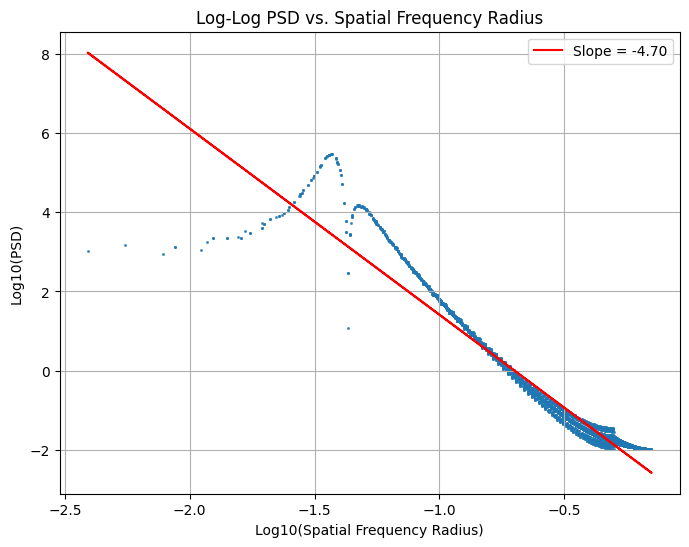 Log-Log PSD vs. Spatial Frequency Radius
Slope = -4.70
8
6
4
2
0
−2
Log10(PSD)
−2.5
−2.0
−1.5
−1.0
−0.5
Log10(Spatial Frequency Radius)